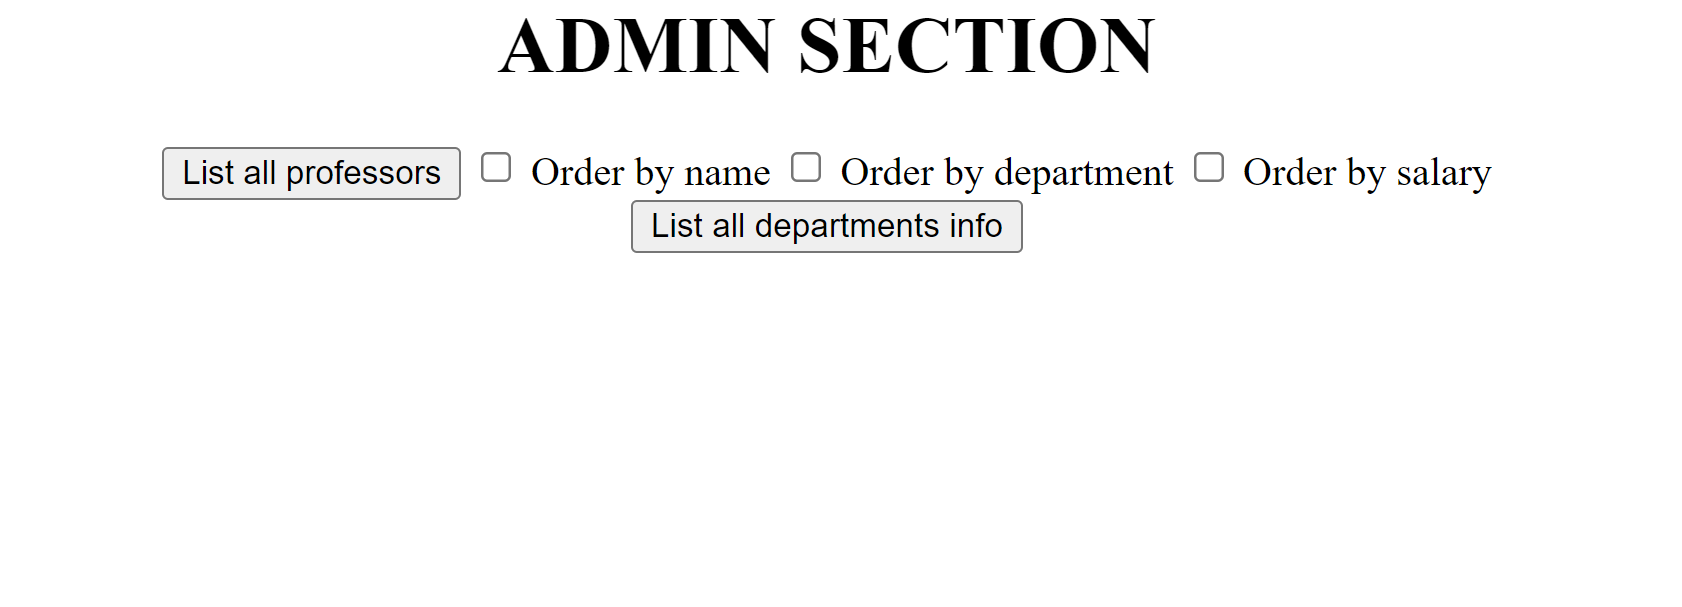 ADMIN SECTION
List all professors Order by name Order by department Order by salary
List all departments info